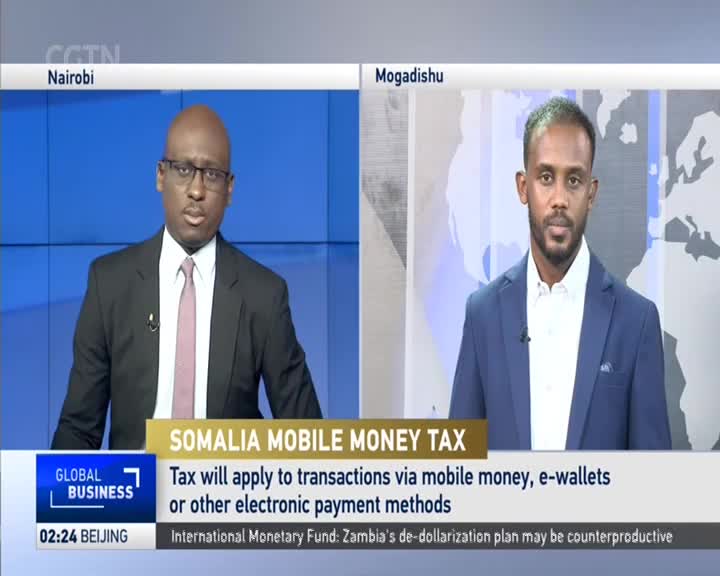 CGTN
Nairobi
Mogadishu
SOMALIA MOBILE MONEY TAX
Tax will apply to transactions via mobile money, e-wallets
or other electronic payment methods
GLOBAL
BUSINESS
02:24 BEIJING
International Monetary Fund: Zambia's de-dollarization plan may be counterproductive